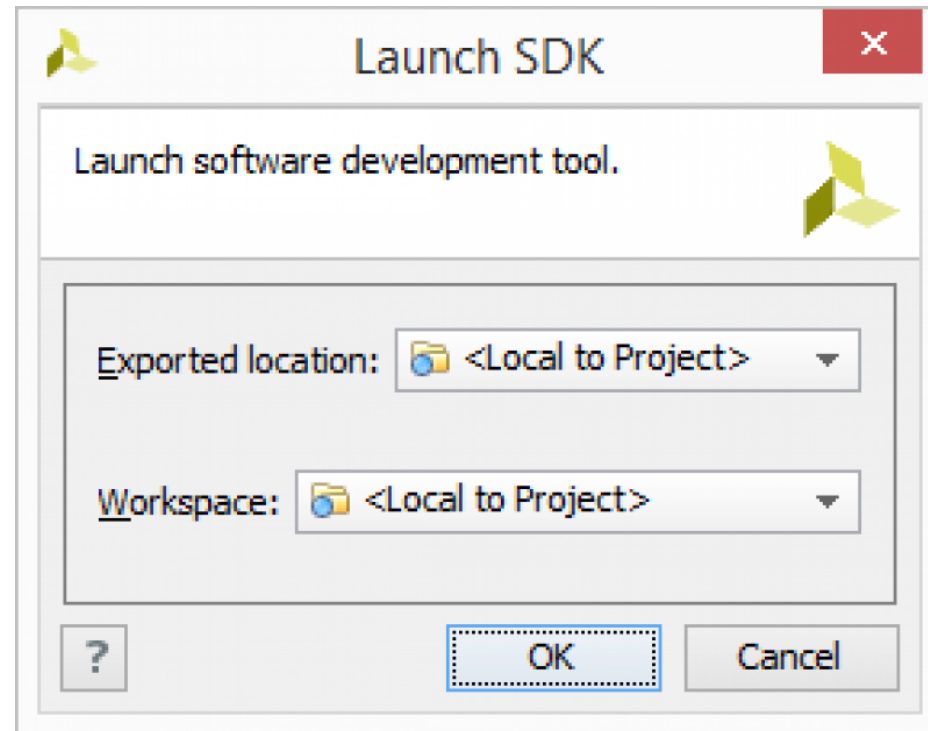 Launch SDK
Launch software development tool.
Exported location: <Local to Project>
Workspace: <Local to Project>
? OK Cancel